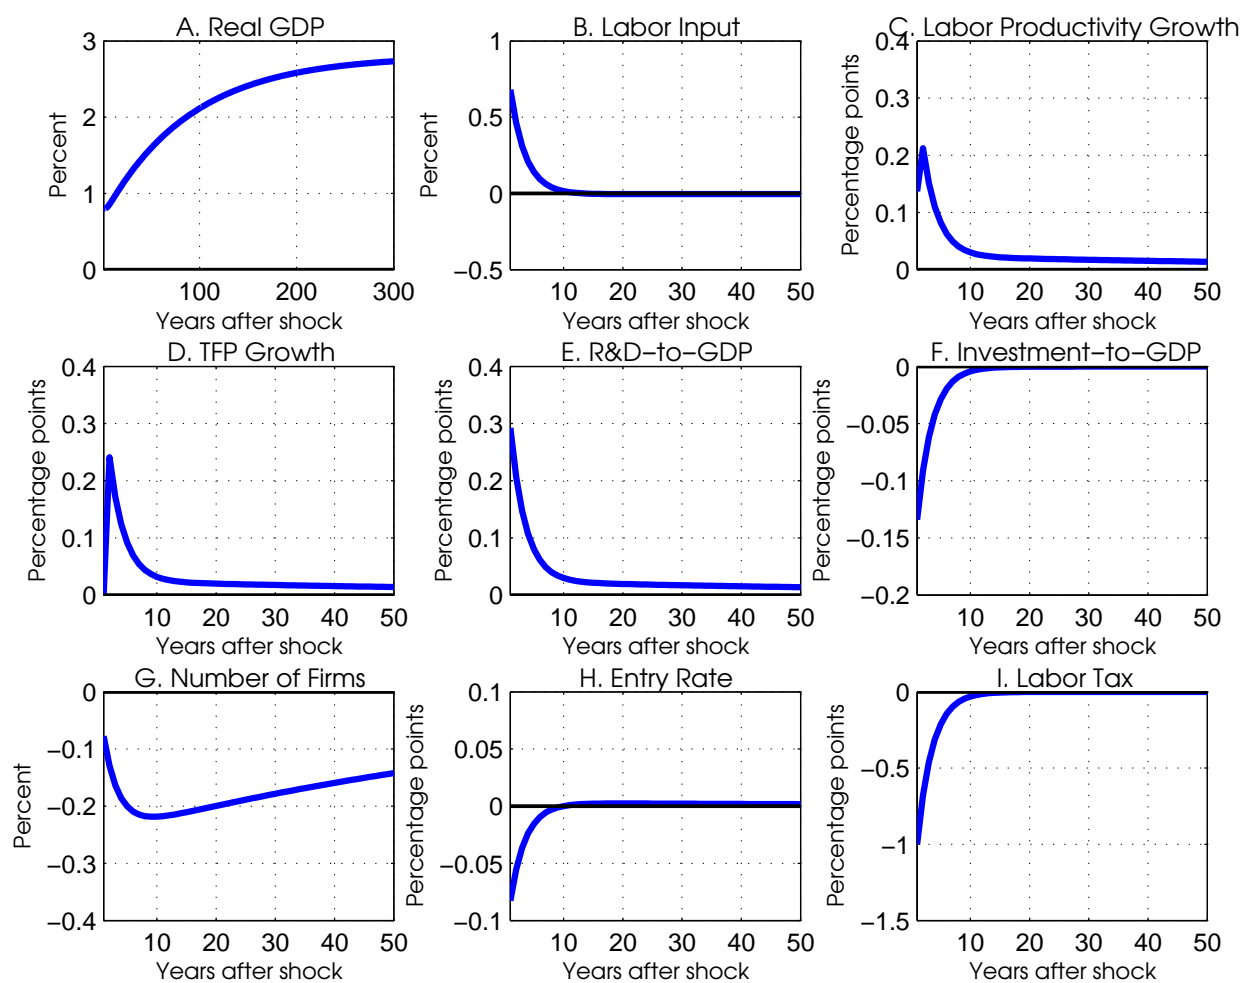 A. Real GDP
3
2
1
0
Percent
100 200 300
Years after shock
B. Labor Input
1
0.5
0
−0.5
Percent
10 20 30 40 50
Years after shock
C. Labor Productivity Growth
0.4
0.3
0.2
0.1
0
Percentage points
10 20 30 40 50
Years after shock
D. TFP Growth
0.4
0.3
0.2
0.1
0
Percentage points
10 20 30 40 50
Years after shock
E. R&D−to−GDP
0.4
0.3
0.2
0.1
0
Percentage points
10 20 30 40 50
Years after shock
F. Investment−to−GDP
0
−0.05
−0.1
−0.15
−0.2
Percentage points
10 20 30 40 50
Years after shock
G. Number of Firms
0
−0.1
−0.2
−0.3
−0.4
Percent
10 20 30 40 50
Years after shock
H. Entry Rate
0.1
0.05
0
−0.05
−0.1
Percentage points
10 20 30 40 50
Years after shock
I. Labor Tax
0
−0.5
−1
−1.5
Percentage points
10 20 30 40 50
Years after shock